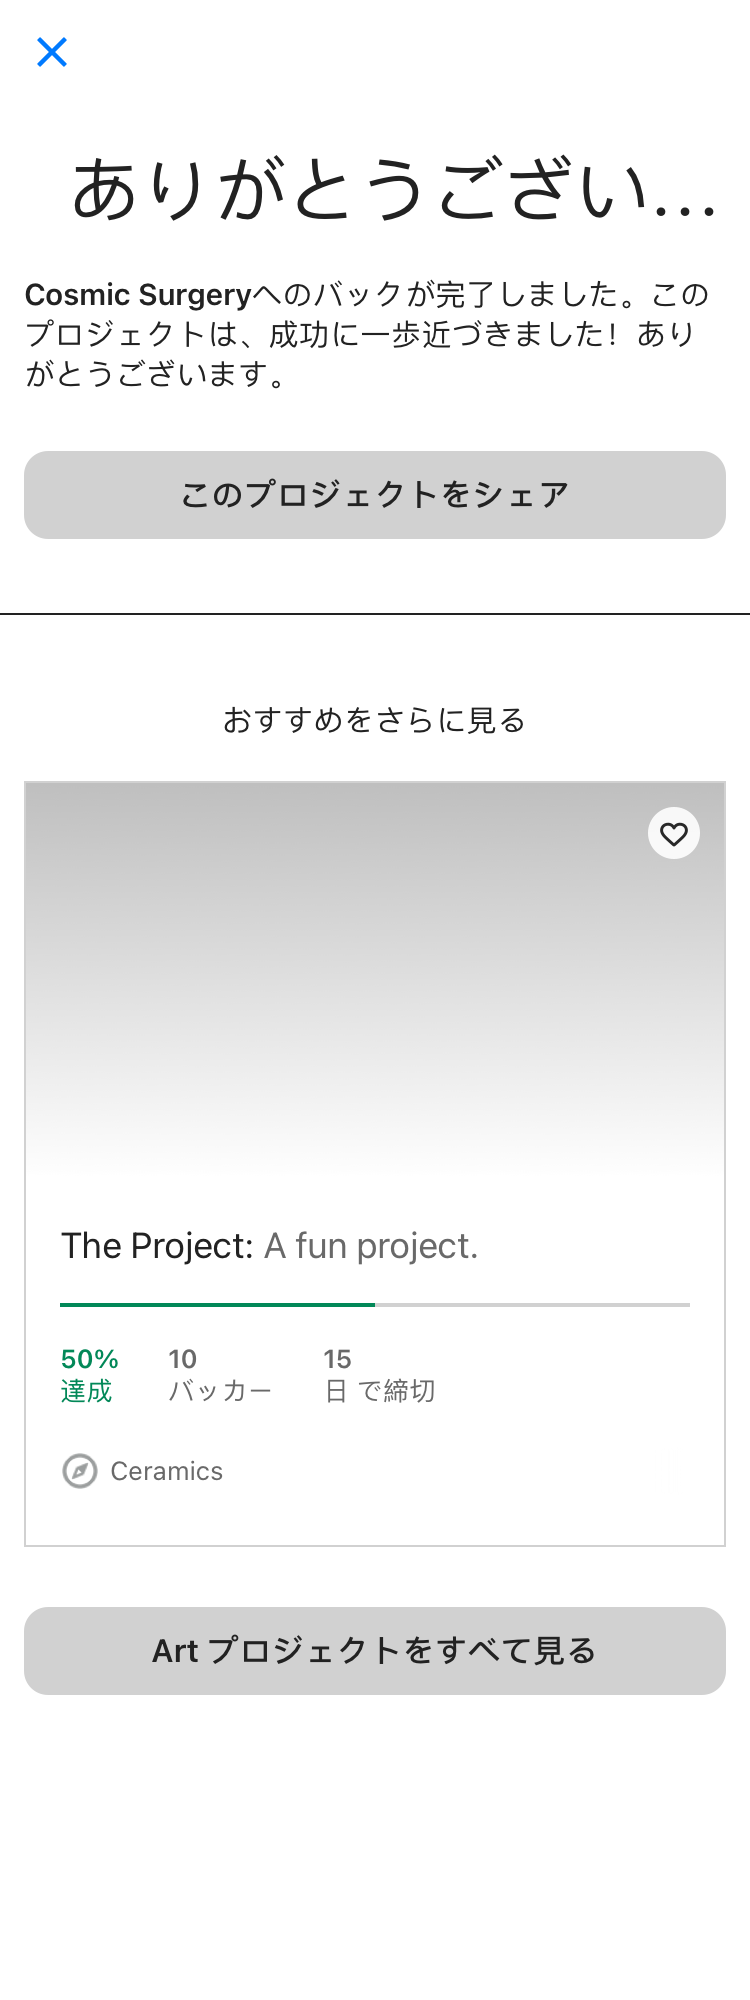 ありがとうござい...
Cosmic Surgeryへのバックが完了しました。この
プロジェクトは、成功に一歩近づきました！あり
がとうございます。
このプロジェクトをシェア
おすすめをさらに見る
The Project: A fun project.
50% 10 15
達成 バッカー 日 で締切
Ceramics
Art プロジェクトをすべて見る